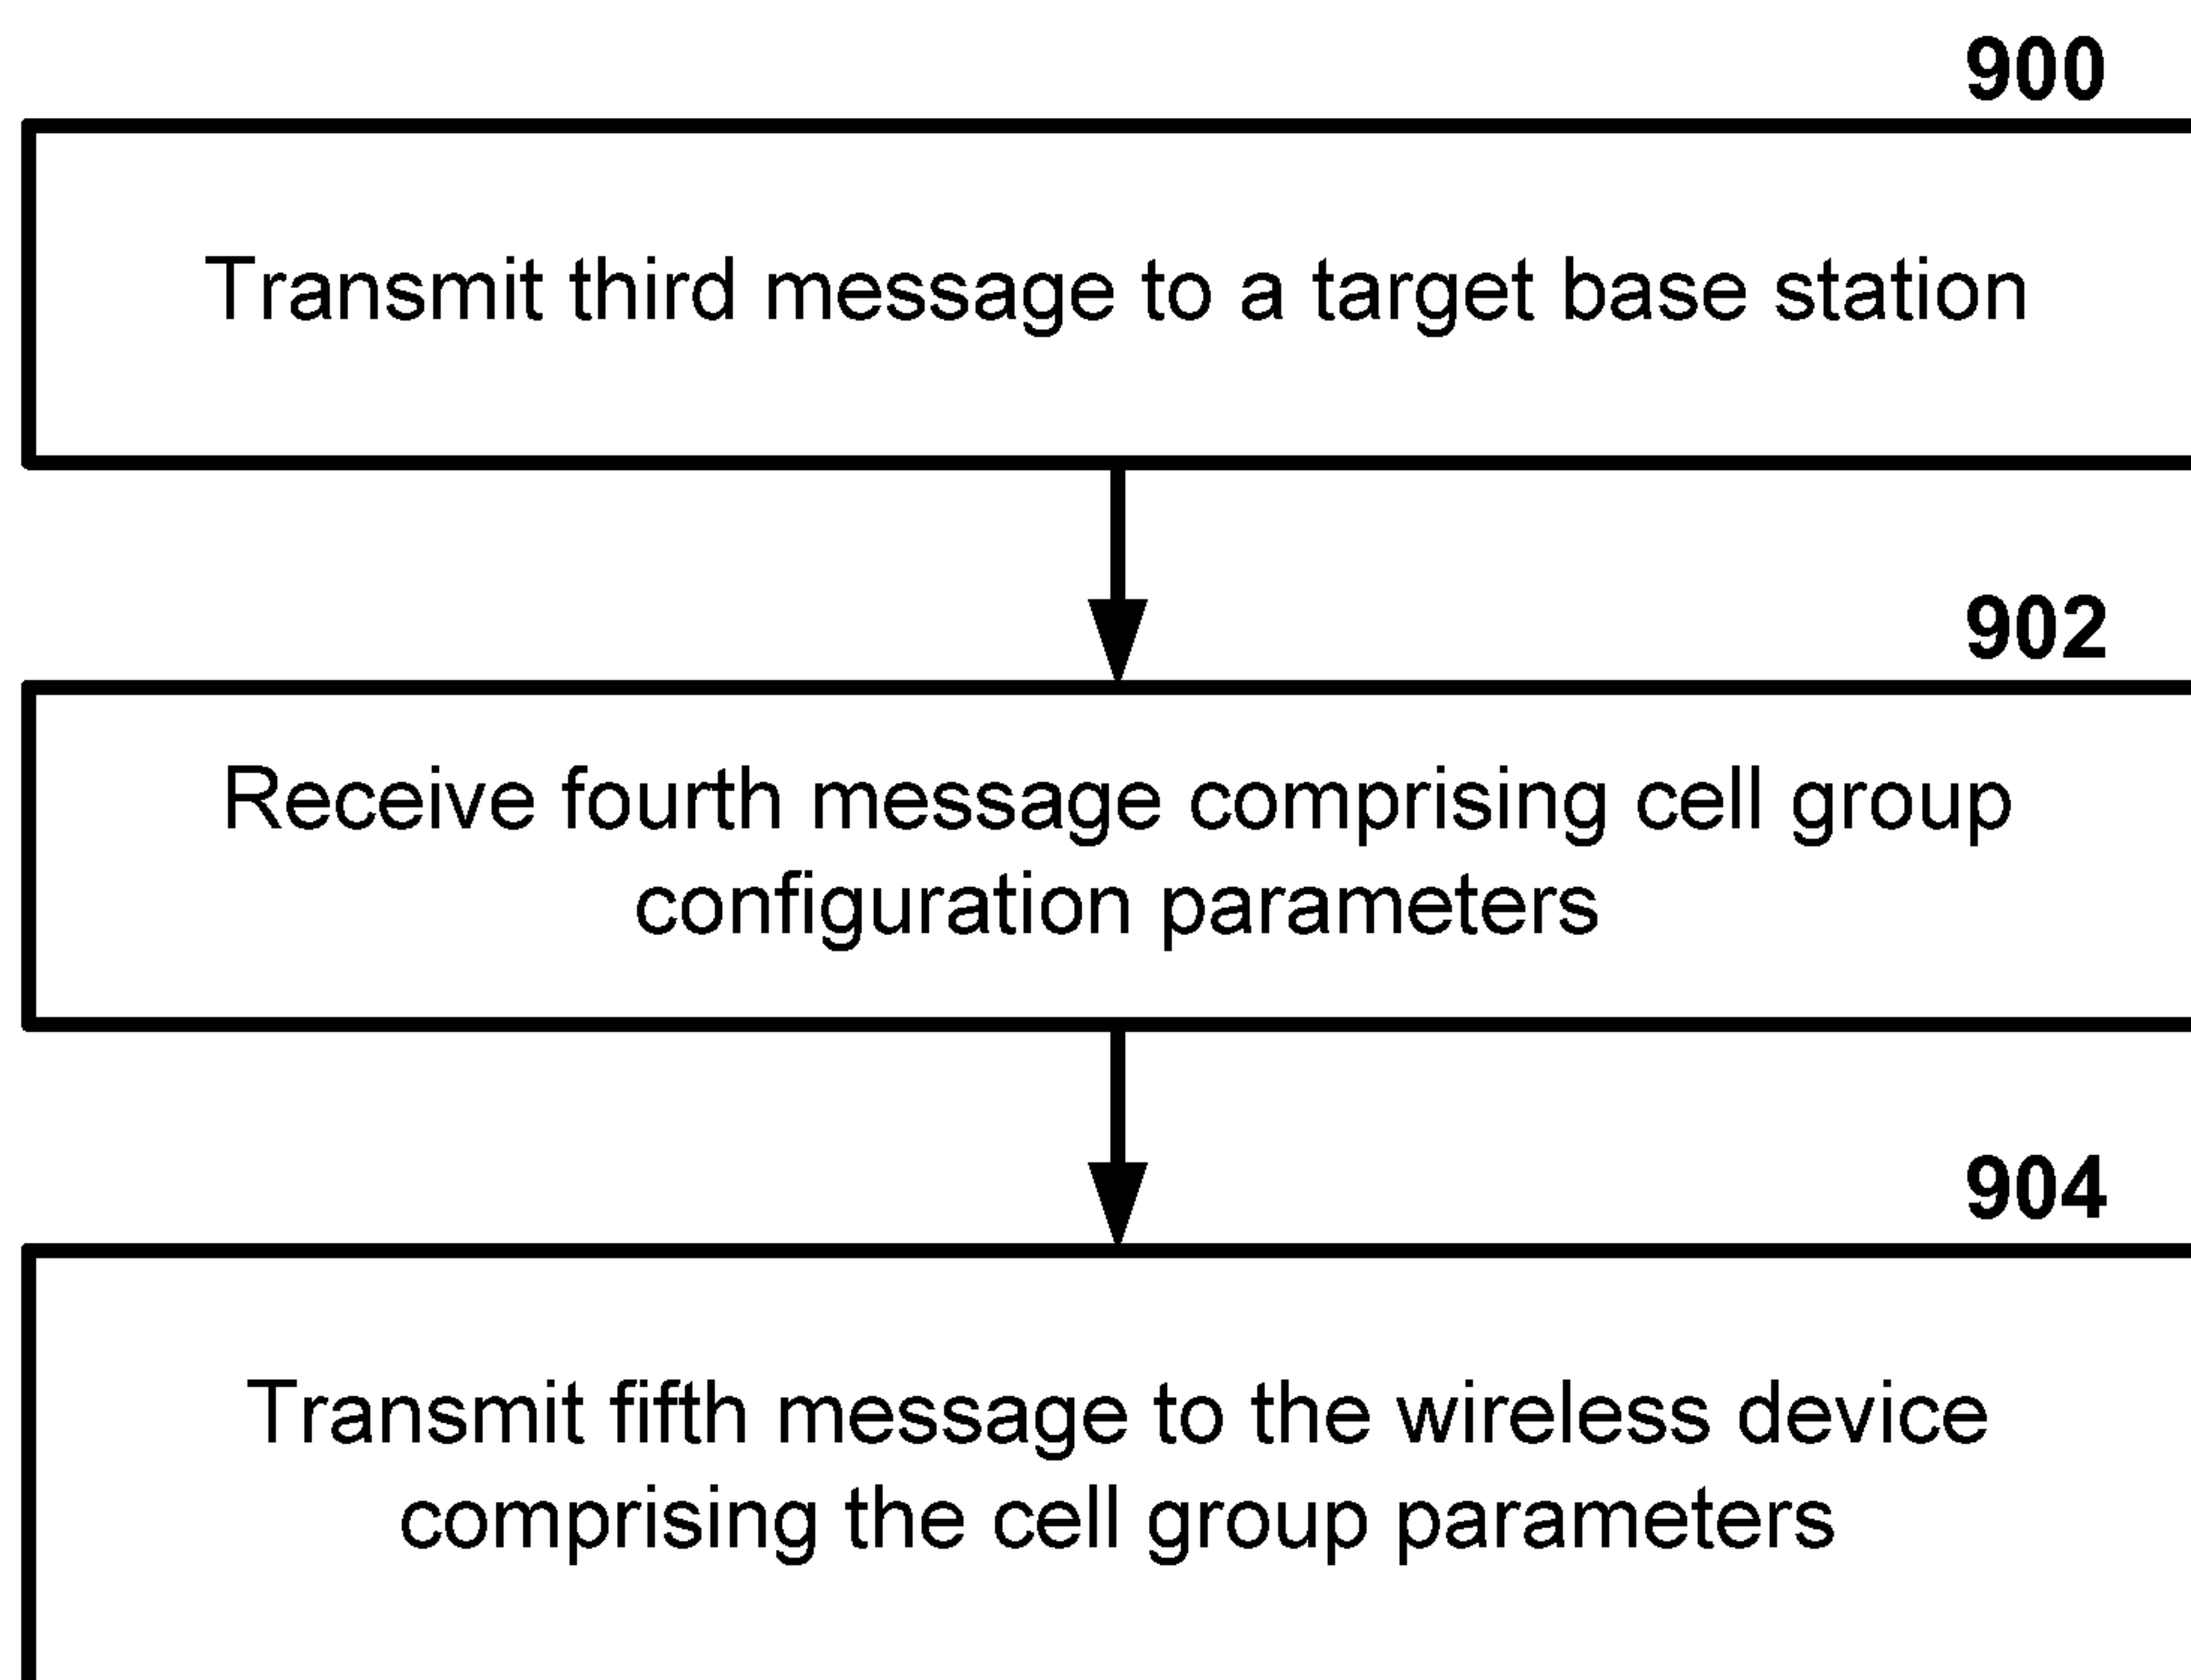 900
Transmit third message to a target base station
902
Receive fourth message comprising cell group
configuration parameters
904
Transmit fifth message to the wireless device
comprising the cell group parameters